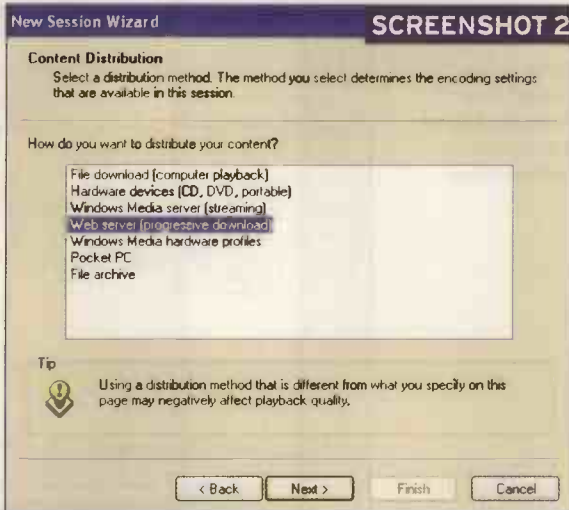 New Session Wizard
SCREENSHOT 2
Content Distribution
Select a distribution method. The method you select determines the encoding settings
that are available in this session.
How do you want to distribute your content?
File download (computer playback)
Hardware devices (CD, DVD, portable)
Windows Media server (streaming)
Web server (progressive download)
Windows Media hardware profiles
Pocket PC
File archive
Tip
Using a distribution method that is different from what you specify on this
page may negatively affect playback quality.
< Back
Next >
Finish
Cancel